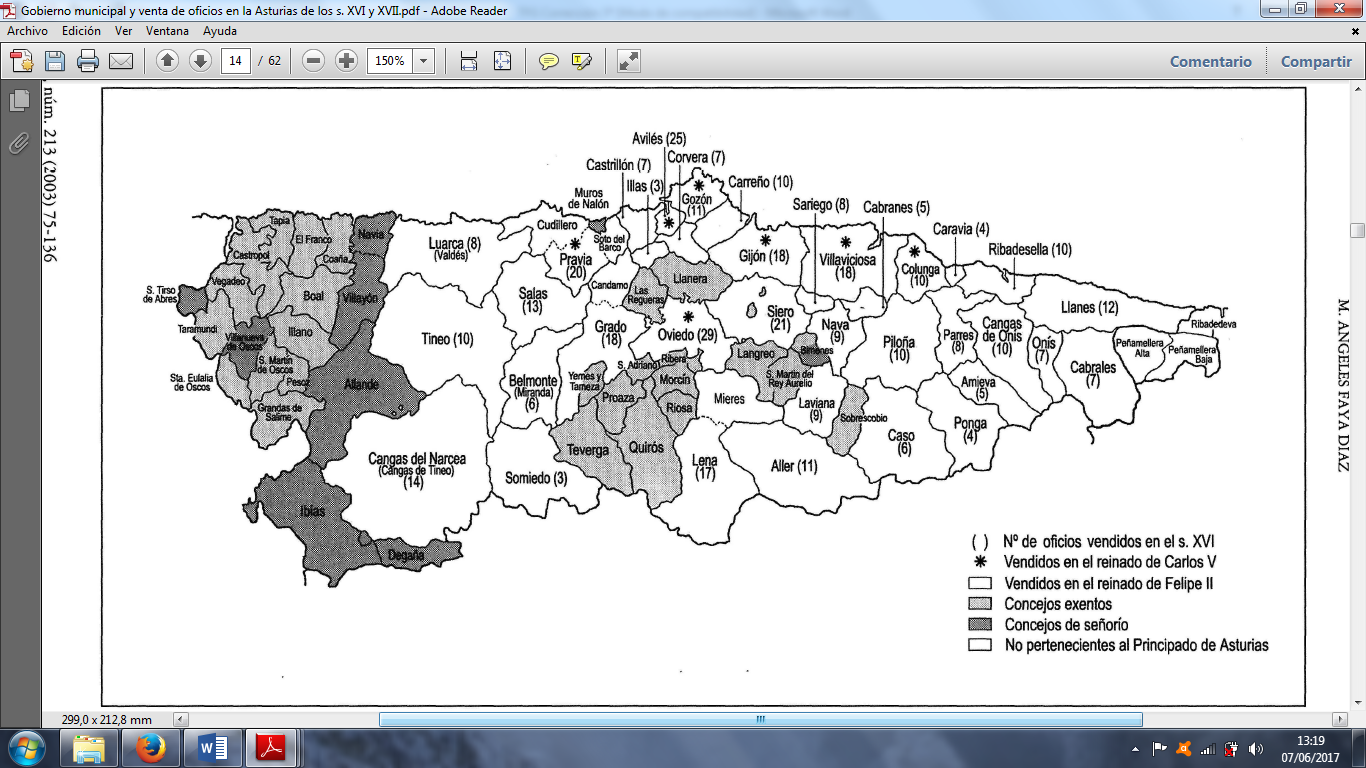 Gobierno municipal y venta de oficios en la Asturias de los s. XVI y XVII.pdf - Adobe Reader
Archivo Edición Ver Ventana Ayuda
14 / 62 150% Comentario Compartir
núm. 213 (2003) 75-136
M. ANGELES FAYA DIAZ
Avilés (25)
Corvera (7)
Castrillón (7)
Illas (3)
Gozón
(11)
Carreño (10)
Muros
de Nalón
Sariego (8)
Cabranes (5)
Caravia (4)
Ribadesella (10)
Tapia
El Franco
Navia
Castropol
Coaña
Luarca (8)
(Valdés)
Cudillero
Soto del
Barco
Pravia
(20)
Gijón (18)
Villaviciosa
(18)
Colunga
(10)
Vegadeo
S. Tirso
de Abres
Boal
Villayón
Salas
(13)
Candamo
Las
Regueras
Llanera
Siero
(21)
Nava
(9)
Llanes (12)
Ribadedeva
Taramundi
Villanueva
de Oscos
Illano
Tineo (10)
Grado
(18)
Oviedo (29)
Piloña
(10)
Parres
(8)
Cangas
de Onís
(10)
Onís
(7)
Peñamellera
Alta
Peñamellera
Baja
S. Martín
de Oscos
Pesoz
Sta. Eulalia
de Oscos
Allande
Belmonte
(Miranda)
(6)
Yernes y
Tameza
S. Adriano
Ribera
Proaza
Morcín
Riosa
Mieres
Langreo
Bimenes
S. Martín del
Rey Aurelio
Laviana
(9)
Sobrescobio
Amieva
(5)
Cabrales
(7)
Grandas de
Salime
Cangas del Narcea
(Cangas de Tineo)
(14)
Somiedo (3)
Teverga
Quirós
Lena
(17)
Aller (11)
Caso
(6)
Ponga
(4)
Ibias
Degaña
( ) Nº de oficios vendidos en el s. XVI
Vendidos en el reinado de Carlos V
Vendidos en el reinado de Felipe II
Concejos exentos
Concejos de señorío
No pertenecientes al Principado de Asturias
299,0 x 212,8 mm
13:19
07/06/2017